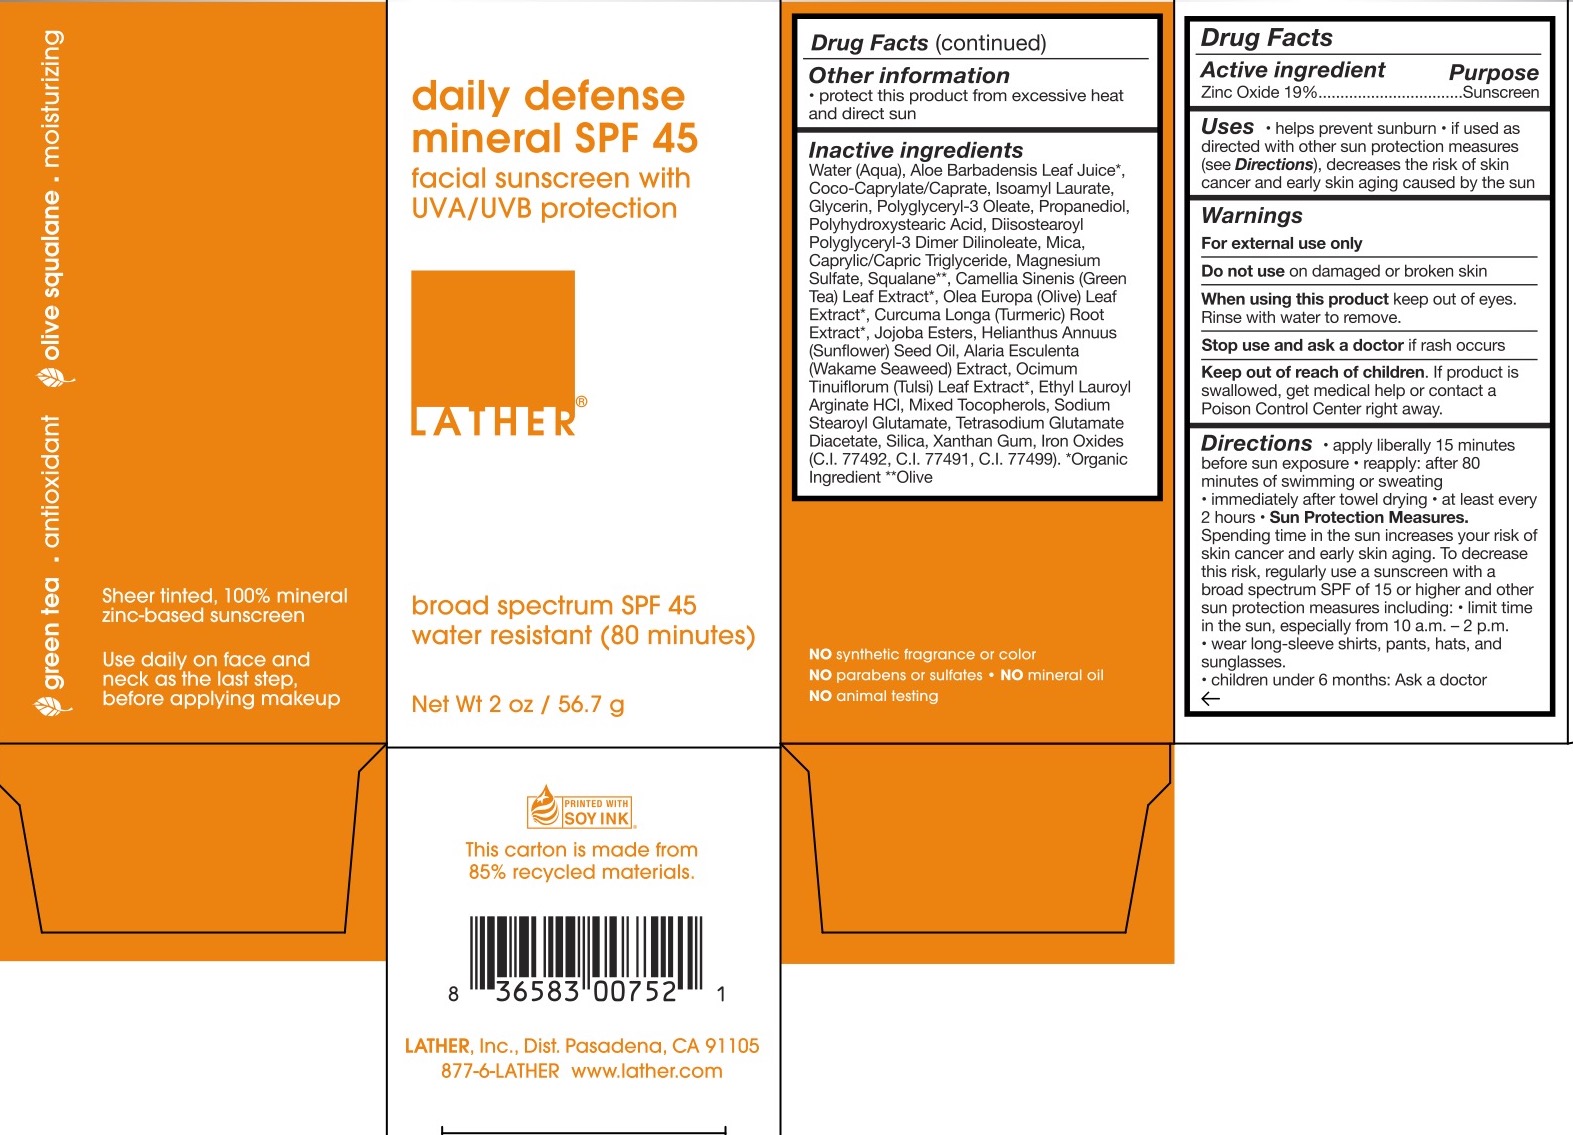 olive squalane . moisturizing
green tea . antioxidant
Sheer tinted, 100% mineral
zinc-based sunscreen
Use daily on face and
neck as the last step,
before applying makeup
daily defense
mineral SPF 45
facial sunscreen with
UVA/UVB protection
LATHER®
broad spectrum SPF 45
water resistant (80 minutes)
Net Wt 2 oz / 56.7 g
PRINTED WITH
SOY INK
This carton is made from
85% recycled materials.
8 36583 00752 1
LATHER, Inc., Dist. Pasadena, CA 91105
877-6-LATHER www.lather.com
Drug Facts (continued)
Other information
• protect this product from excessive heat
and direct sun
Inactive ingredients
Water (Aqua), Aloe Barbadensis Leaf Juice*,
Coco-Caprylate/Caprate, Isoamyl Laurate,
Glycerin, Polyglyceryl-3 Oleate, Propanediol,
Polyhydroxystearic Acid, Diisostearoyl
Polyglyceryl-3 Dimer Dilinoleate, Mica,
Caprylic/Capric Triglyceride, Magnesium
Sulfate, Squalane**, Camellia Sinenis (Green
Tea) Leaf Extract*, Olea Europa (Olive) Leaf
Extract*, Curcuma Longa (Turmeric) Root
Extract*, Jojoba Esters, Helianthus Annuus
(Sunflower) Seed Oil, Alaria Esculenta
(Wakame Seaweed) Extract, Ocimum
Tinuiflorum (Tulsi) Leaf Extract*, Ethyl Lauroyl
Arginate HCl, Mixed Tocopherols, Sodium
Stearoyl Glutamate, Tetrasodium Glutamate
Diacetate, Silica, Xanthan Gum, Iron Oxides
(C.I. 77492, C.I. 77491, C.I. 77499). *Organic
Ingredient **Olive
NO synthetic fragrance or color
NO parabens or sulfates • NO mineral oil
NO animal testing
Drug Facts
Active ingredient Purpose
Zinc Oxide 19%................................Sunscreen
Uses • helps prevent sunburn • if used as
directed with other sun protection measures
(see Directions), decreases the risk of skin
cancer and early skin aging caused by the sun
Warnings
For external use only
Do not use on damaged or broken skin
When using this product keep out of eyes.
Rinse with water to remove.
Stop use and ask a doctor if rash occurs
Keep out of reach of children. If product is
swallowed, get medical help or contact a
Poison Control Center right away.
Directions • apply liberally 15 minutes
before sun exposure • reapply: after 80
minutes of swimming or sweating
• immediately after towel drying • at least every
2 hours • Sun Protection Measures.
Spending time in the sun increases your risk of
skin cancer and early skin aging. To decrease
this risk, regularly use a sunscreen with a
broad spectrum SPF of 15 or higher and other
sun protection measures including: • limit time
in the sun, especially from 10 a.m. – 2 p.m.
• wear long-sleeve shirts, pants, hats, and
sunglasses.
• children under 6 months: Ask a doctor